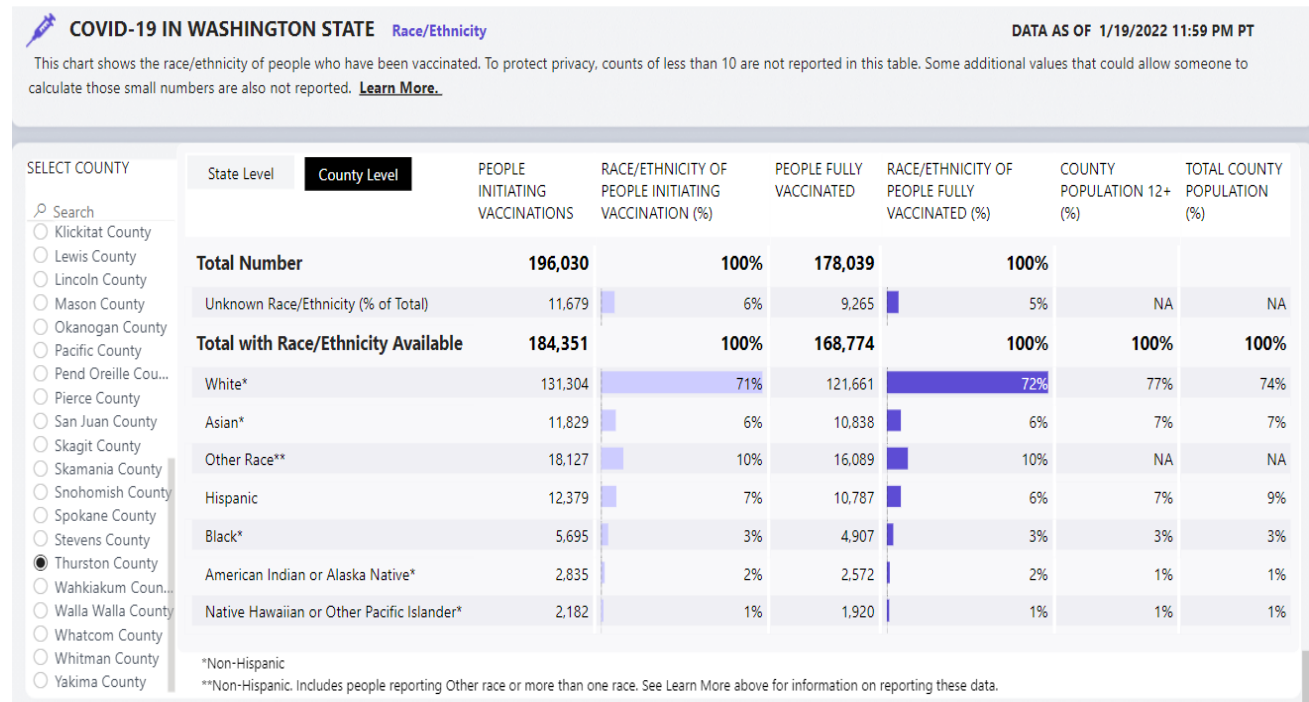 COVID-19 IN WASHINGTON STATE Race/Ethnicity DATA AS OF 1/19/2022 11:59 PM PT
This chart shows the race/ethnicity of people who have been vaccinated. To protect privacy, counts of less than 10 are not reported in this table. Some additional values that could allow someone to
calculate those small numbers are also not reported. Learn More.
SELECT COUNTY
Search
Klickitat County
Lewis County
Lincoln County
Mason County
Okanogan County
Pacific County
Pend Oreille Cou...
Pierce County
San Juan County
Skagit County
Skamania County
Snohomish County
Spokane County
Stevens County
Thurston County
Wahkiakum Coun...
Walla Walla County
Whatcom County
Whitman County
Yakima County
State Level County Level
PEOPLE
INITIATING
VACCINATIONS
RACE/ETHNICITY OF
PEOPLE INITIATING
VACCINATION (%)
PEOPLE FULLY
VACCINATED
RACE/ETHNICITY OF
PEOPLE FULLY
VACCINATED (%)
COUNTY
POPULATION 12+
(%)
TOTAL COUNTY
POPULATION
(%)
Total Number 196,030 100% 178,039 100%
Unknown Race/Ethnicity (% of Total) 11,679 6% 9,265 5% NA NA
Total with Race/Ethnicity Available 184,351 100% 168,774 100% 100% 100%
White* 131,304 71% 121,661 72% 77% 74%
Asian* 11,829 6% 10,838 6% 7% 7%
Other Race** 18,127 10% 16,089 10% NA NA
Hispanic 12,379 7% 10,787 6% 7% 9%
Black* 5,695 3% 4,907 3% 3% 3%
American Indian or Alaska Native* 2,835 2% 2,572 2% 1% 1%
Native Hawaiian or Other Pacific Islander* 2,182 1% 1,920 1% 1% 1%
*Non-Hispanic
**Non-Hispanic. Includes people reporting Other race or more than one race. See Learn More above for information on reporting these data.